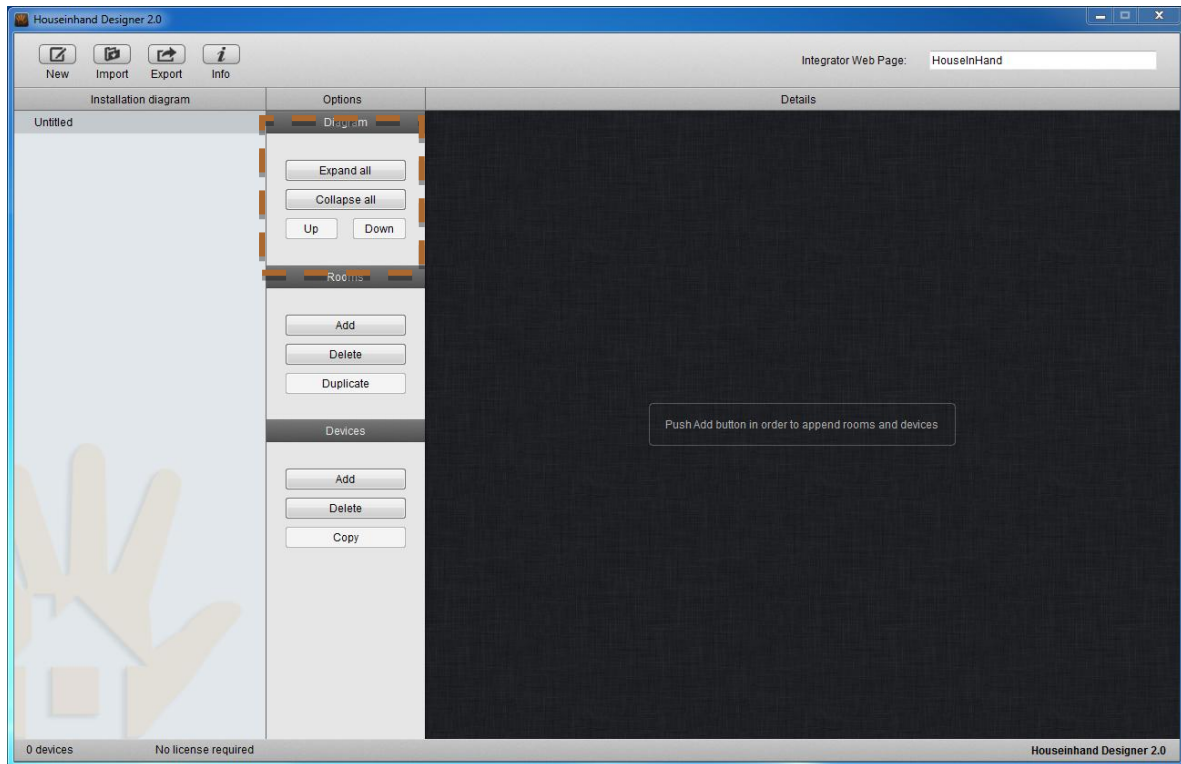 Houseinhand Designer 2.0
New Import Export Info
Integrator Web Page: HouseInHand
Installation diagram Options Details
Untitled
Diagram
Expand all
Collapse all
Up Down
Rooms
Add
Delete
Duplicate
Push Add button in order to append rooms and devices
Devices
Add
Delete
Copy
0 devices No license required Houseinhand Designer 2.0